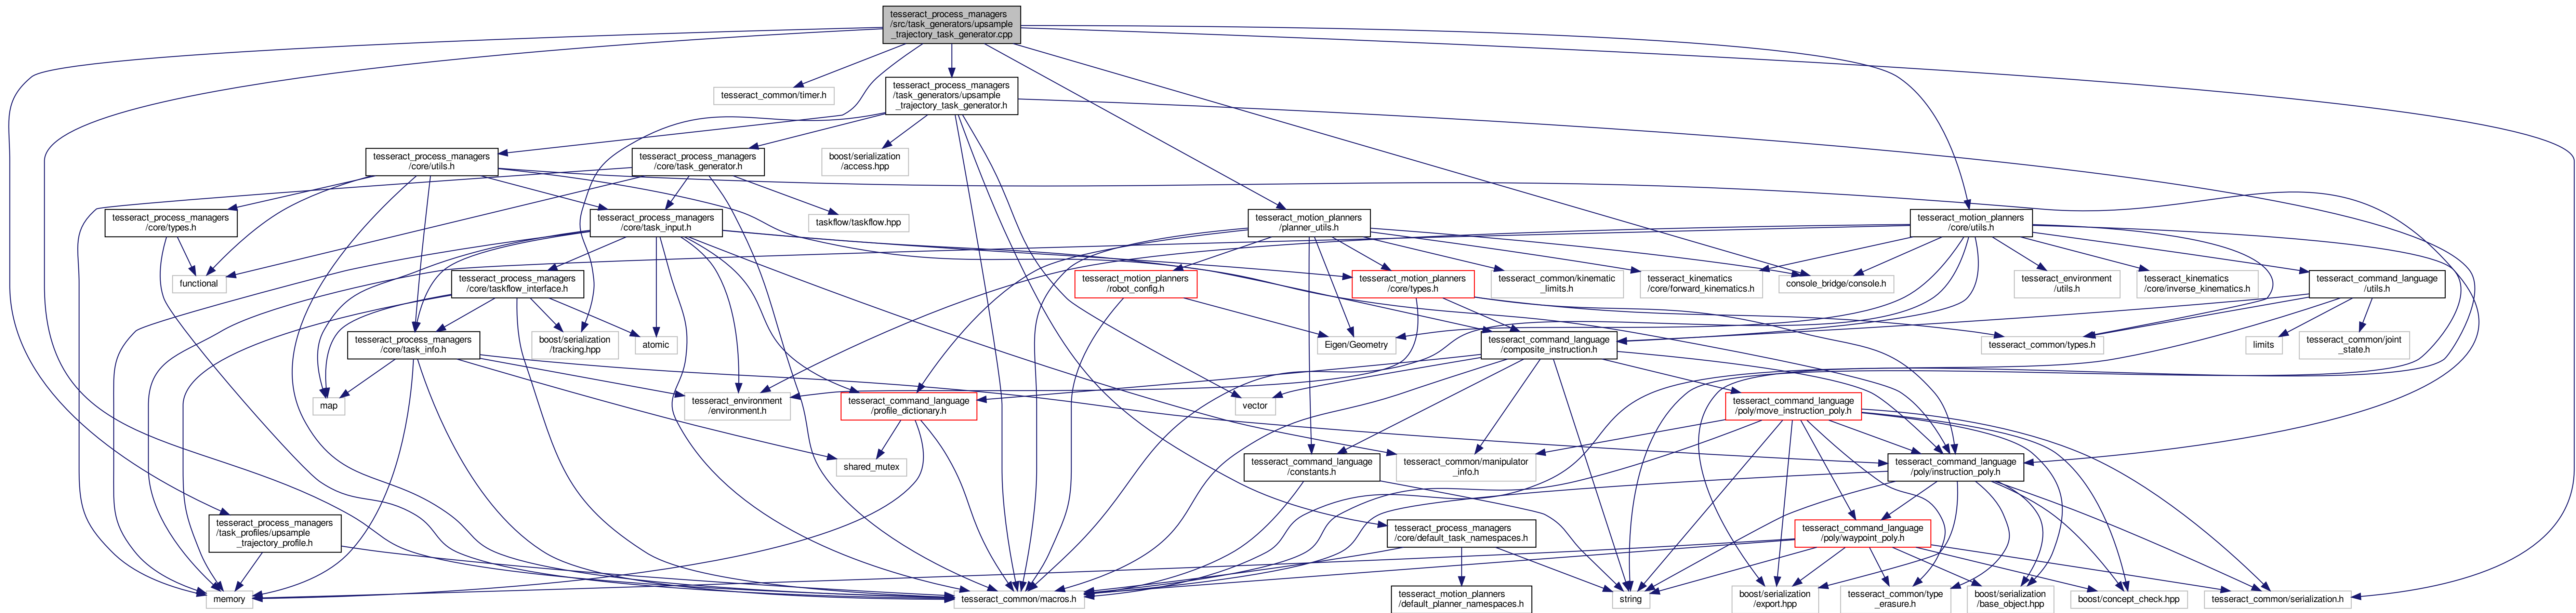 tesseract_process_managers
/src/task_generators/upsample
_trajectory_task_generator.cpp
tesseract_common/timer.h
tesseract_process_managers
/task_generators/upsample
_trajectory_task_generator.h
tesseract_process_managers
/core/utils.h
tesseract_process_managers
/core/task_generator.h
boost/serialization
/access.hpp
tesseract_process_managers
/core/types.h
tesseract_process_managers
/core/task_input.h
taskflow/taskflow.hpp
tesseract_motion_planners
/planner_utils.h
tesseract_motion_planners
/core/utils.h
functional
tesseract_process_managers
/core/taskflow_interface.h
tesseract_motion_planners
/robot_config.h
tesseract_motion_planners
/core/types.h
tesseract_common/kinematic
_limits.h
tesseract_kinematics
/core/forward_kinematics.h
console_bridge/console.h
tesseract_environment
/utils.h
tesseract_kinematics
/core/inverse_kinematics.h
tesseract_command_language
/utils.h
tesseract_process_managers
/core/task_info.h
boost/serialization
/tracking.hpp
atomic
Eigen/Geometry
tesseract_command_language
/composite_instruction.h
tesseract_common/types.h
limits
tesseract_common/joint
_state.h
map
tesseract_environment
/environment.h
tesseract_command_language
/profile_dictionary.h
vector
tesseract_command_language
/poly/move_instruction_poly.h
shared_mutex
tesseract_command_language
/constants.h
tesseract_common/manipulator
_info.h
tesseract_command_language
/poly/instruction_poly.h
tesseract_process_managers
/task_profiles/upsample
_trajectory_profile.h
tesseract_process_managers
/core/default_task_namespaces.h
tesseract_command_language
/poly/waypoint_poly.h
memory
tesseract_common/macros.h
tesseract_motion_planners
/default_planner_namespaces.h
string
boost/serialization
/export.hpp
tesseract_common/type
_erasure.h
boost/serialization
/base_object.hpp
boost/concept_check.hpp
tesseract_common/serialization.h